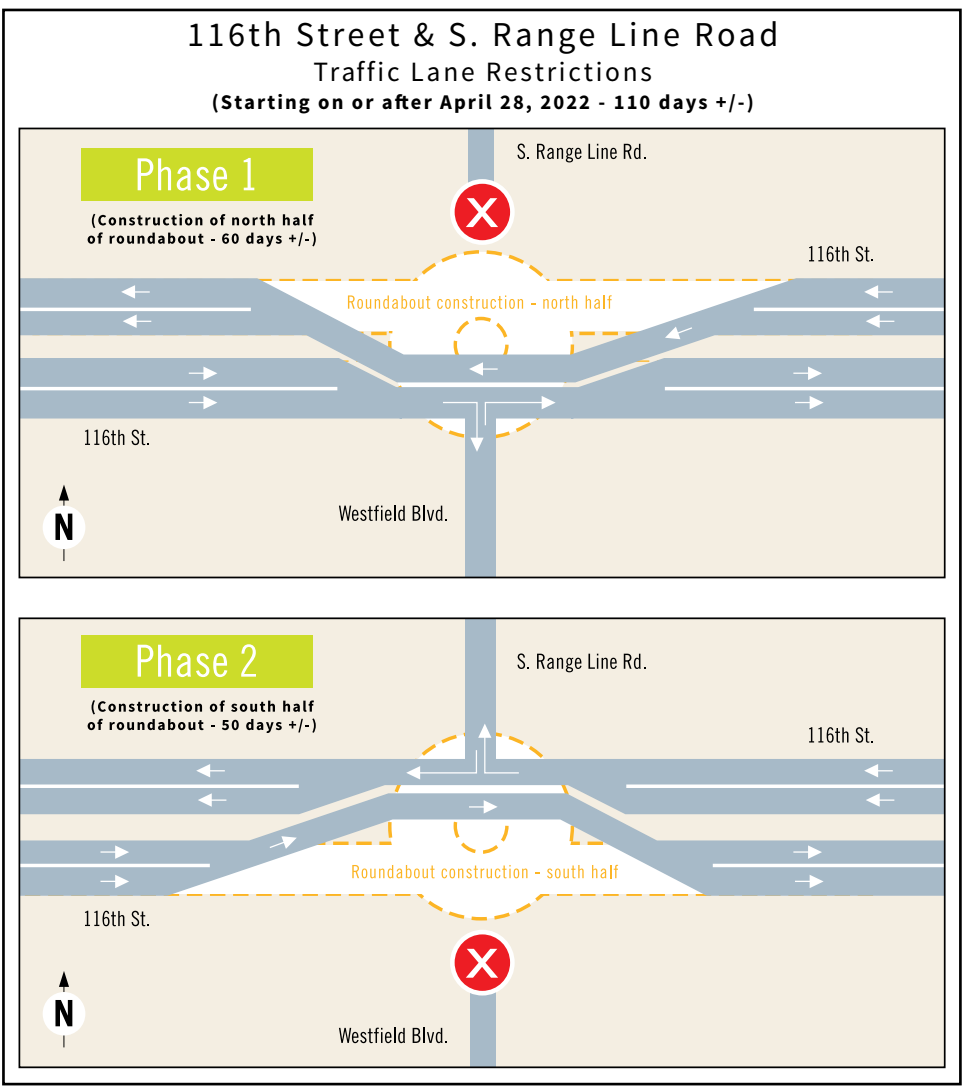 116th Street & S. Range Line Road
Traffic Lane Restrictions
(Starting on or after April 28, 2022 - 110 days +/-)
Phase 1
(Construction of north half
of roundabout - 60 days +/-)
S. Range Line Rd.
X
116th St.
Roundabout construction - north half
116th St.
Westfield Blvd.
N
Phase 2
(Construction of south half
of roundabout - 50 days +/-)
S. Range Line Rd.
116th St.
Roundabout construction - south half
116th St.
X
N
Westfield Blvd.